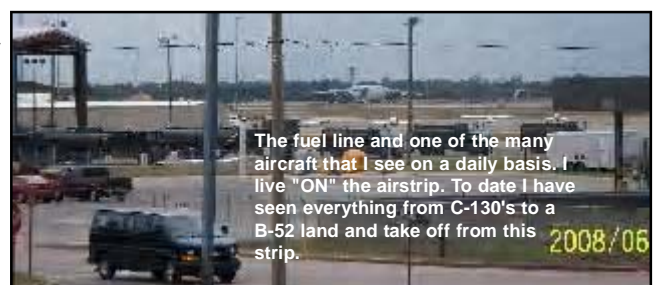 The fuel line and one of the many
aircraft that I see on a daily basis. I
live "ON" the airstrip. To date I have
seen everything from C-130's to a
B-52 land and take off from this
strip.
2008/06